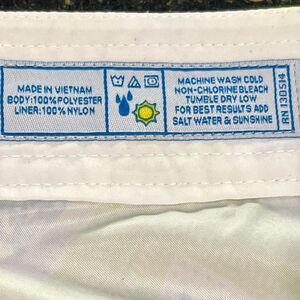 MADE IN VIETNAM
BODY:100% POLYESTER
LINER:100% NYLON
MACHINE WASH COLD
NON-CHLORINE BLEACH
TUMBLE DRY LOW
FOR BEST RESULTS ADD
SALT WATER & SUNSHINE
RN 130514